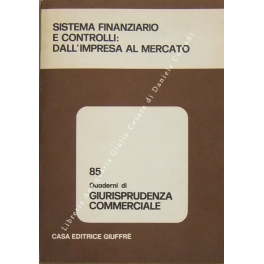 SISTEMA FINANZIARIO
E CONTROLLI:
DALL'IMPRESA AL MERCATO
85
Quaderni di
GIURISPRUDENZA
COMMERCIALE
CASA EDITRICE GIUFFRÈ